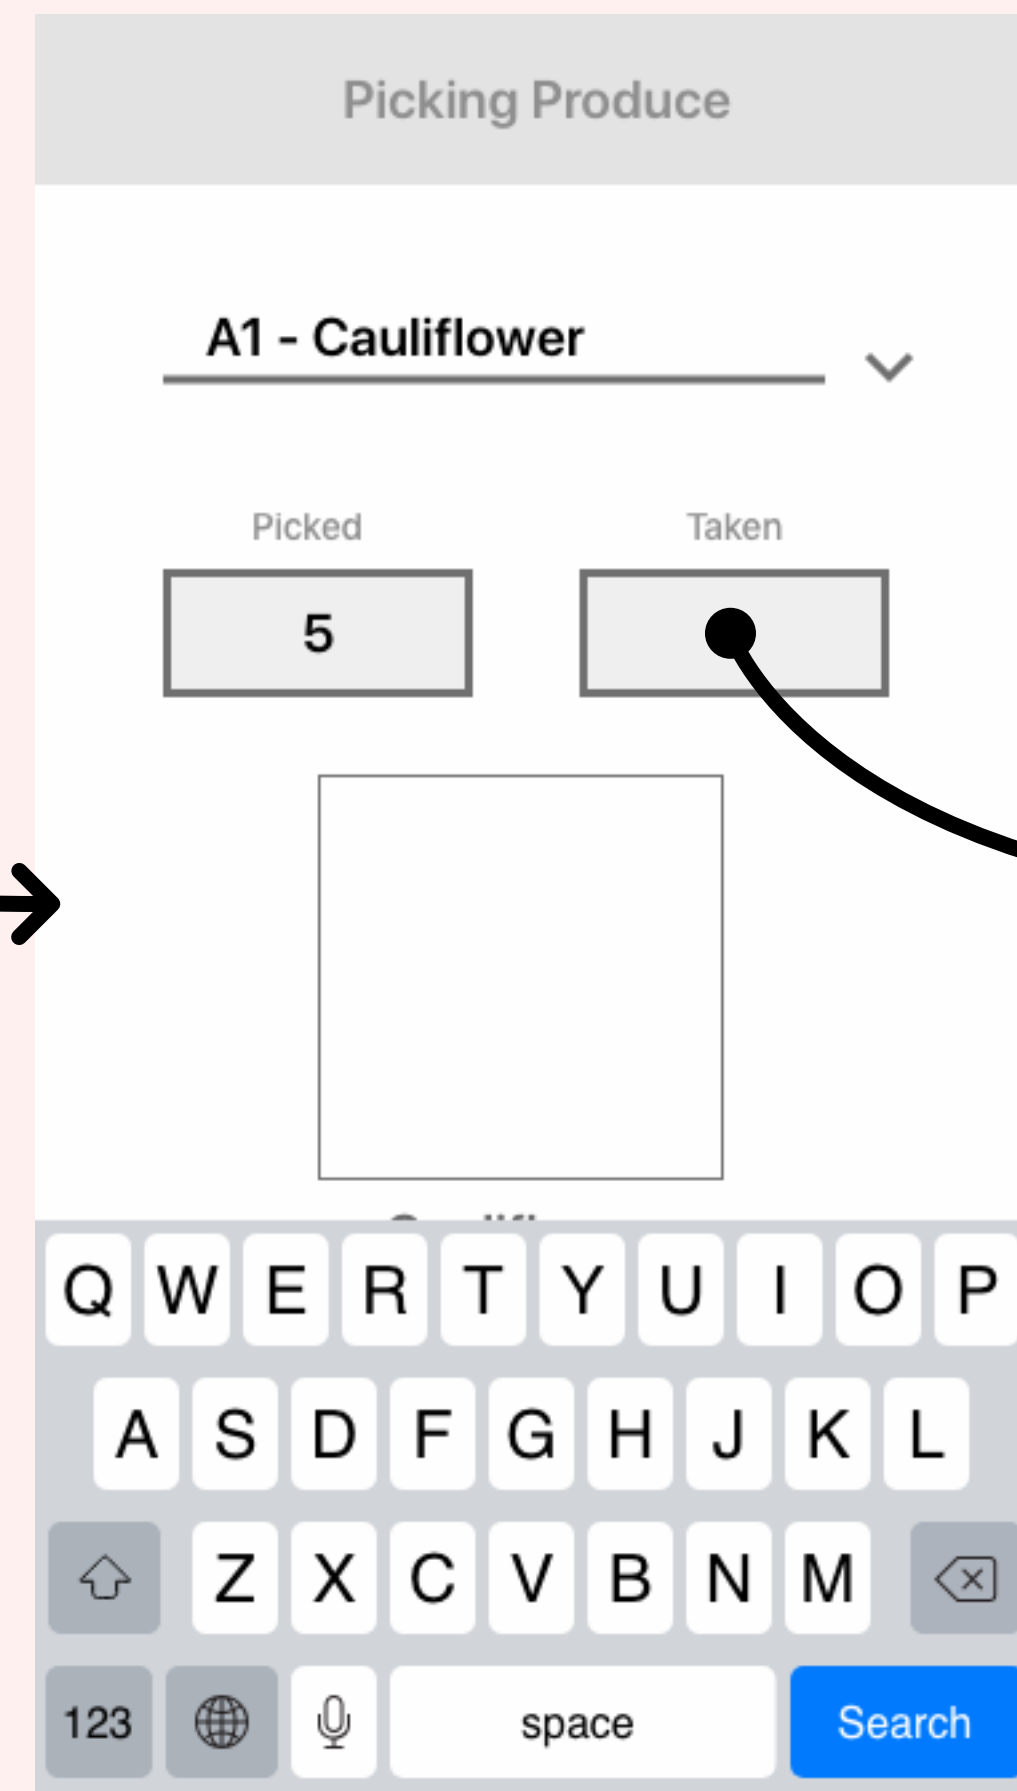 Picking Produce
A1 - Cauliflower
Picked Taken
5
Q W E R T Y U I O P
A S D F G H J K L
Z X C V B N M
123 space Search